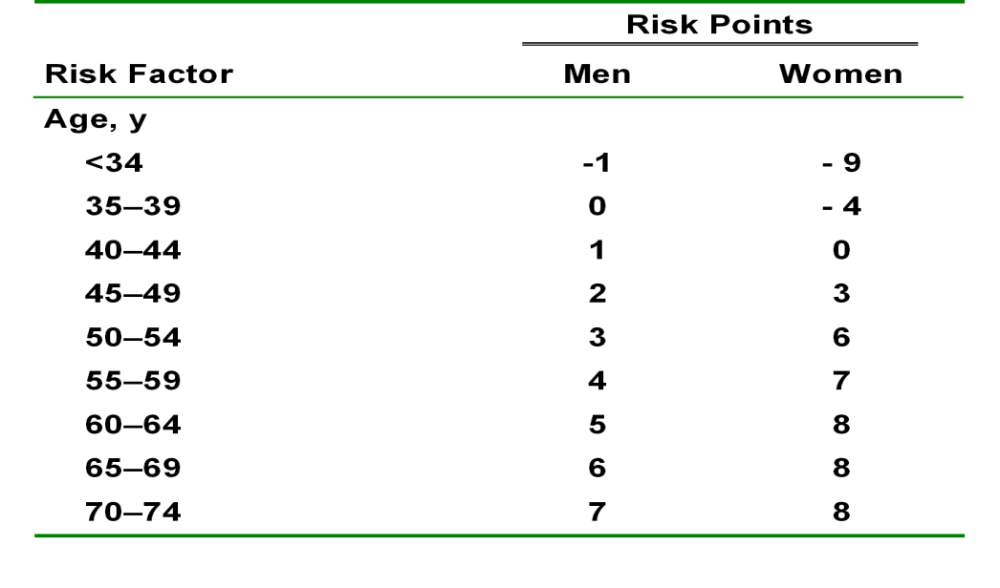 Risk Points
Risk Factor Men Women
Age, y
<34 -1 - 9
35–39 0 - 4
40–44 1 0
45–49 2 3
50–54 3 6
55–59 4 7
60–64 5 8
65–69 6 8
70–74 7 8